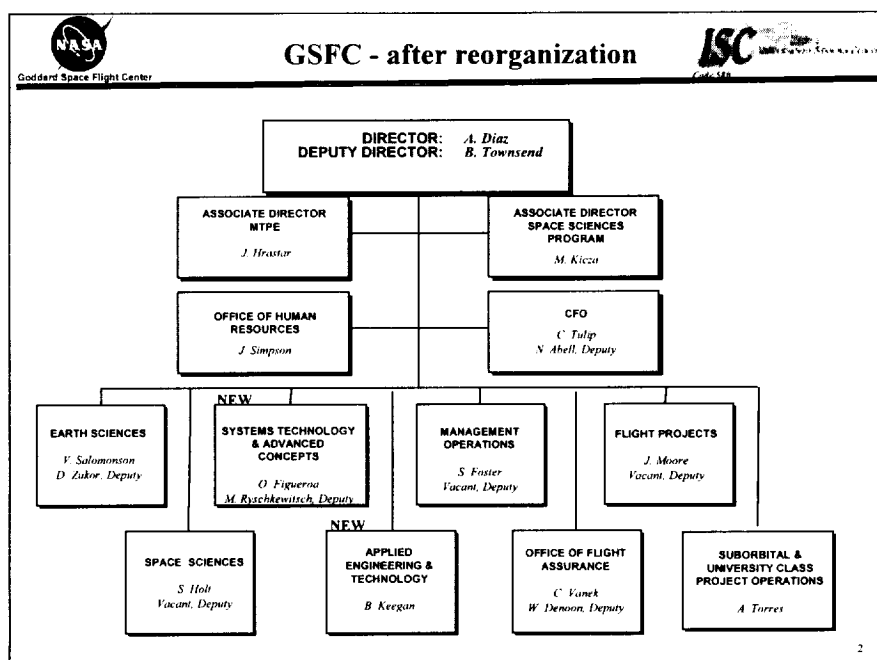 NASA
Goddard Space Flight Center
GSFC - after reorganization
ISC
Code 588
DIRECTOR: A. Diaz
DEPUTY DIRECTOR: B. Townsend
ASSOCIATE DIRECTOR
MTPE
J. Hrastar
ASSOCIATE DIRECTOR
SPACE SCIENCES
PROGRAM
M. Kicza
OFFICE OF HUMAN
RESOURCES
J. Simpson
CFO
C. Tulip
N. Abell, Deputy
EARTH SCIENCES
V. Salomonson
D. Zukor, Deputy
NEW
SYSTEMS TECHNOLOGY
& ADVANCED
CONCEPTS
O. Figueroa
M. Ryschkewitsch, Deputy
MANAGEMENT
OPERATIONS
S. Foster
Vacant, Deputy
FLIGHT PROJECTS
J. Moore
Vacant, Deputy
SPACE SCIENCES
S. Holt
Vacant, Deputy
NEW
APPLIED
ENGINEERING &
TECHNOLOGY
B. Keegan
OFFICE OF FLIGHT
ASSURANCE
C. Vanek
W. Denoon, Deputy
SUBORBITAL &
UNIVERSITY CLASS
PROJECT OPERATIONS
A. Torres
2